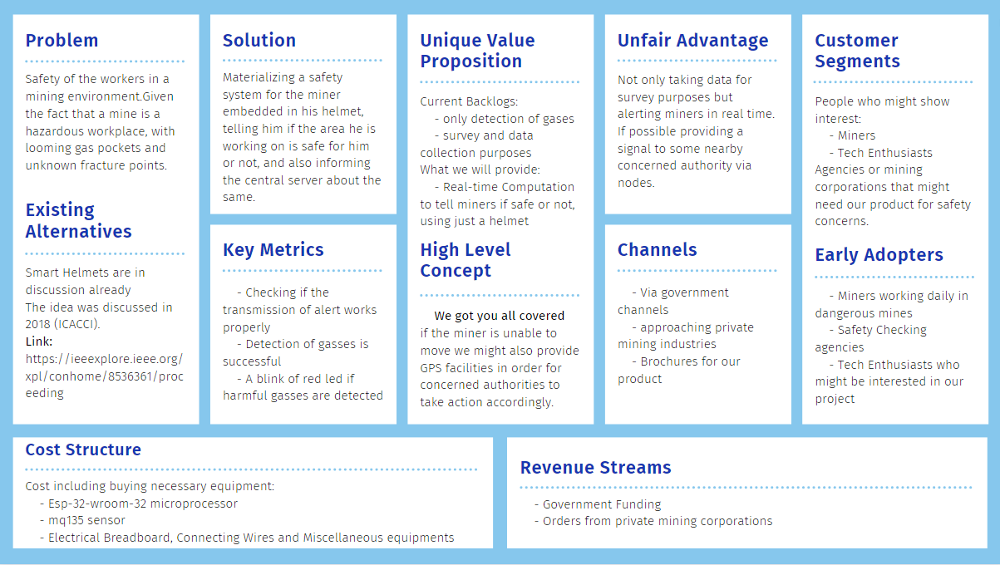 Problem
Safety of the workers in a
mining environment.Given
the fact that a mine is a
hazardous workplace, with
looming gas pockets and
unknown fracture points.
Existing
Alternatives
Smart Helmets are in
discussion already
The idea was discussed in
2018 (ICACCI).
Link:
https://ieeexplore.ieee.org/
xpl/conhome/8536361/proc
eeding
Solution
Materializing a safety
system for the miner
embedded in his helmet,
telling him if the area he is
working on is safe for him
or not, and also informing
the central server about the
same.
Key Metrics
- Checking if the
transmission of alert works
properly
- Detection of gasses is
successful
- A blink of red led if
harmful gasses are detected
Unique Value
Proposition
Current Backlogs:
- only detection of gases
- survey and data
collection purposes
What we will provide:
- Real-time Computation
to tell miners if safe or not,
using just a helmet
High Level
Concept
We got you all covered
if the miner is unable to
move we might also provide
GPS facilities in order for
concerned authorities to
take action accordingly.
Unfair Advantage
Not only taking data for
survey purposes but
alerting miners in real time.
If possible providing a
signal to some nearby
concerned authority via
nodes.
Channels
- Via government
channels
- approaching private
mining industries
- Brochures for our
product
Customer
Segments
People who might show
interest:
- Miners
- Tech Enthusiasts
Agencies or mining
corporations that might
need our product for safety
concerns.
Early Adopters
- Miners working daily in
dangerous mines
- Safety Checking
agencies
- Tech Enthusiasts who
might be interested in our
project
Cost Structure
Cost including buying necessary equipment:
- Esp-32-wroom-32 microprocessor
- mq135 sensor
- Electrical Breadboard, Connecting Wires and Miscellaneous equipments
Revenue Streams
- Government Funding
- Orders from private mining corporations